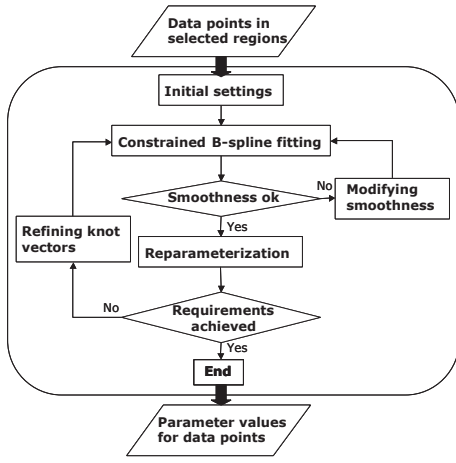 Data points in
selected regions
Initial settings
Constrained B-spline fitting
Smoothness ok
No
Modifying
smoothness
Yes
Refining knot
vectors
Reparameterization
No
Requirements
achieved
Yes
End
Parameter values
for data points